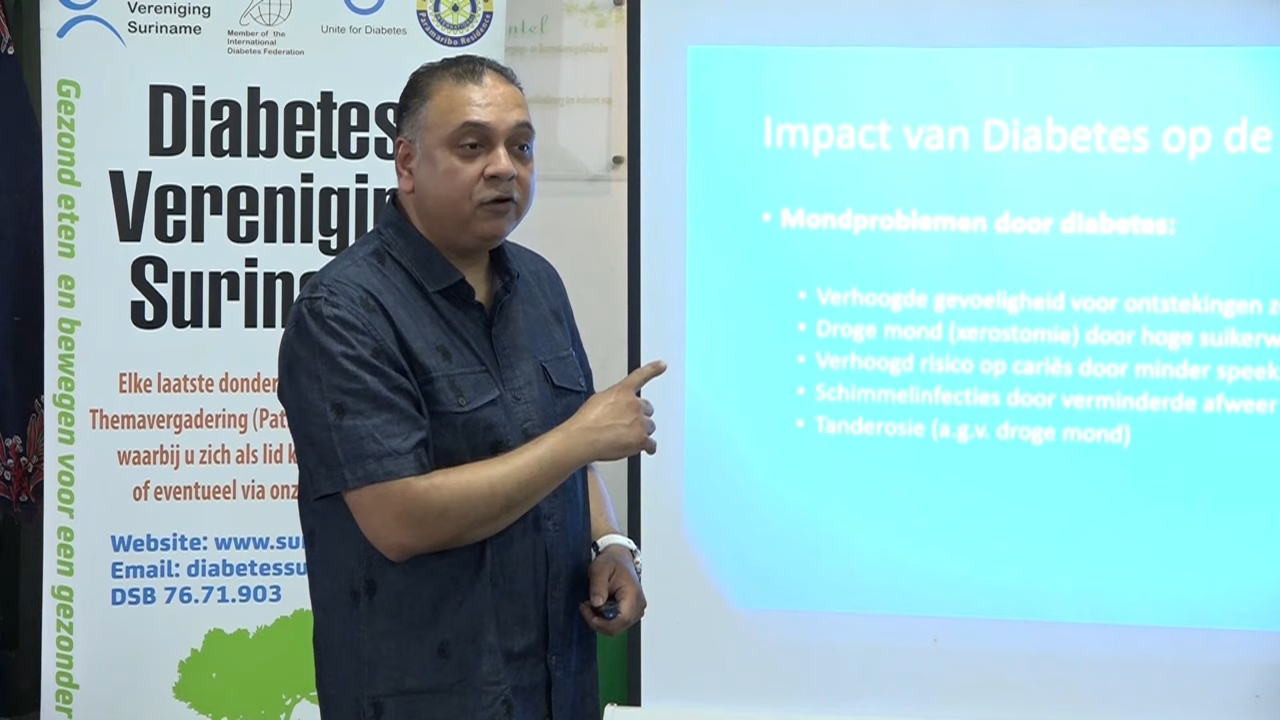 Vereniging
Suriname
Member of the
International
Diabetes Federation
Unite for Diabetes
Paramaribo Residence
Diabetes
Vereniging
Surin
Gezond eten en bewegen voor een gezonder
Elke laatste donder
Themavergadering (Pat
waarbij u zich als lid k
of eventueel via onz
Website: www.su
Email: diabetessu
DSB 76.71.903
Impact van Diabetes op de
• Mondproblemen door diabetes:
• Verhoogde gevoeligheid voor ontstekingen z
• Droge mond (xerostomie) door hoge suikerw
• Verhoogd risico op cariës door minder speek
• Schimmelinfecties door verminderde afweer
• Tanderosie (a.g.v. droge mond)